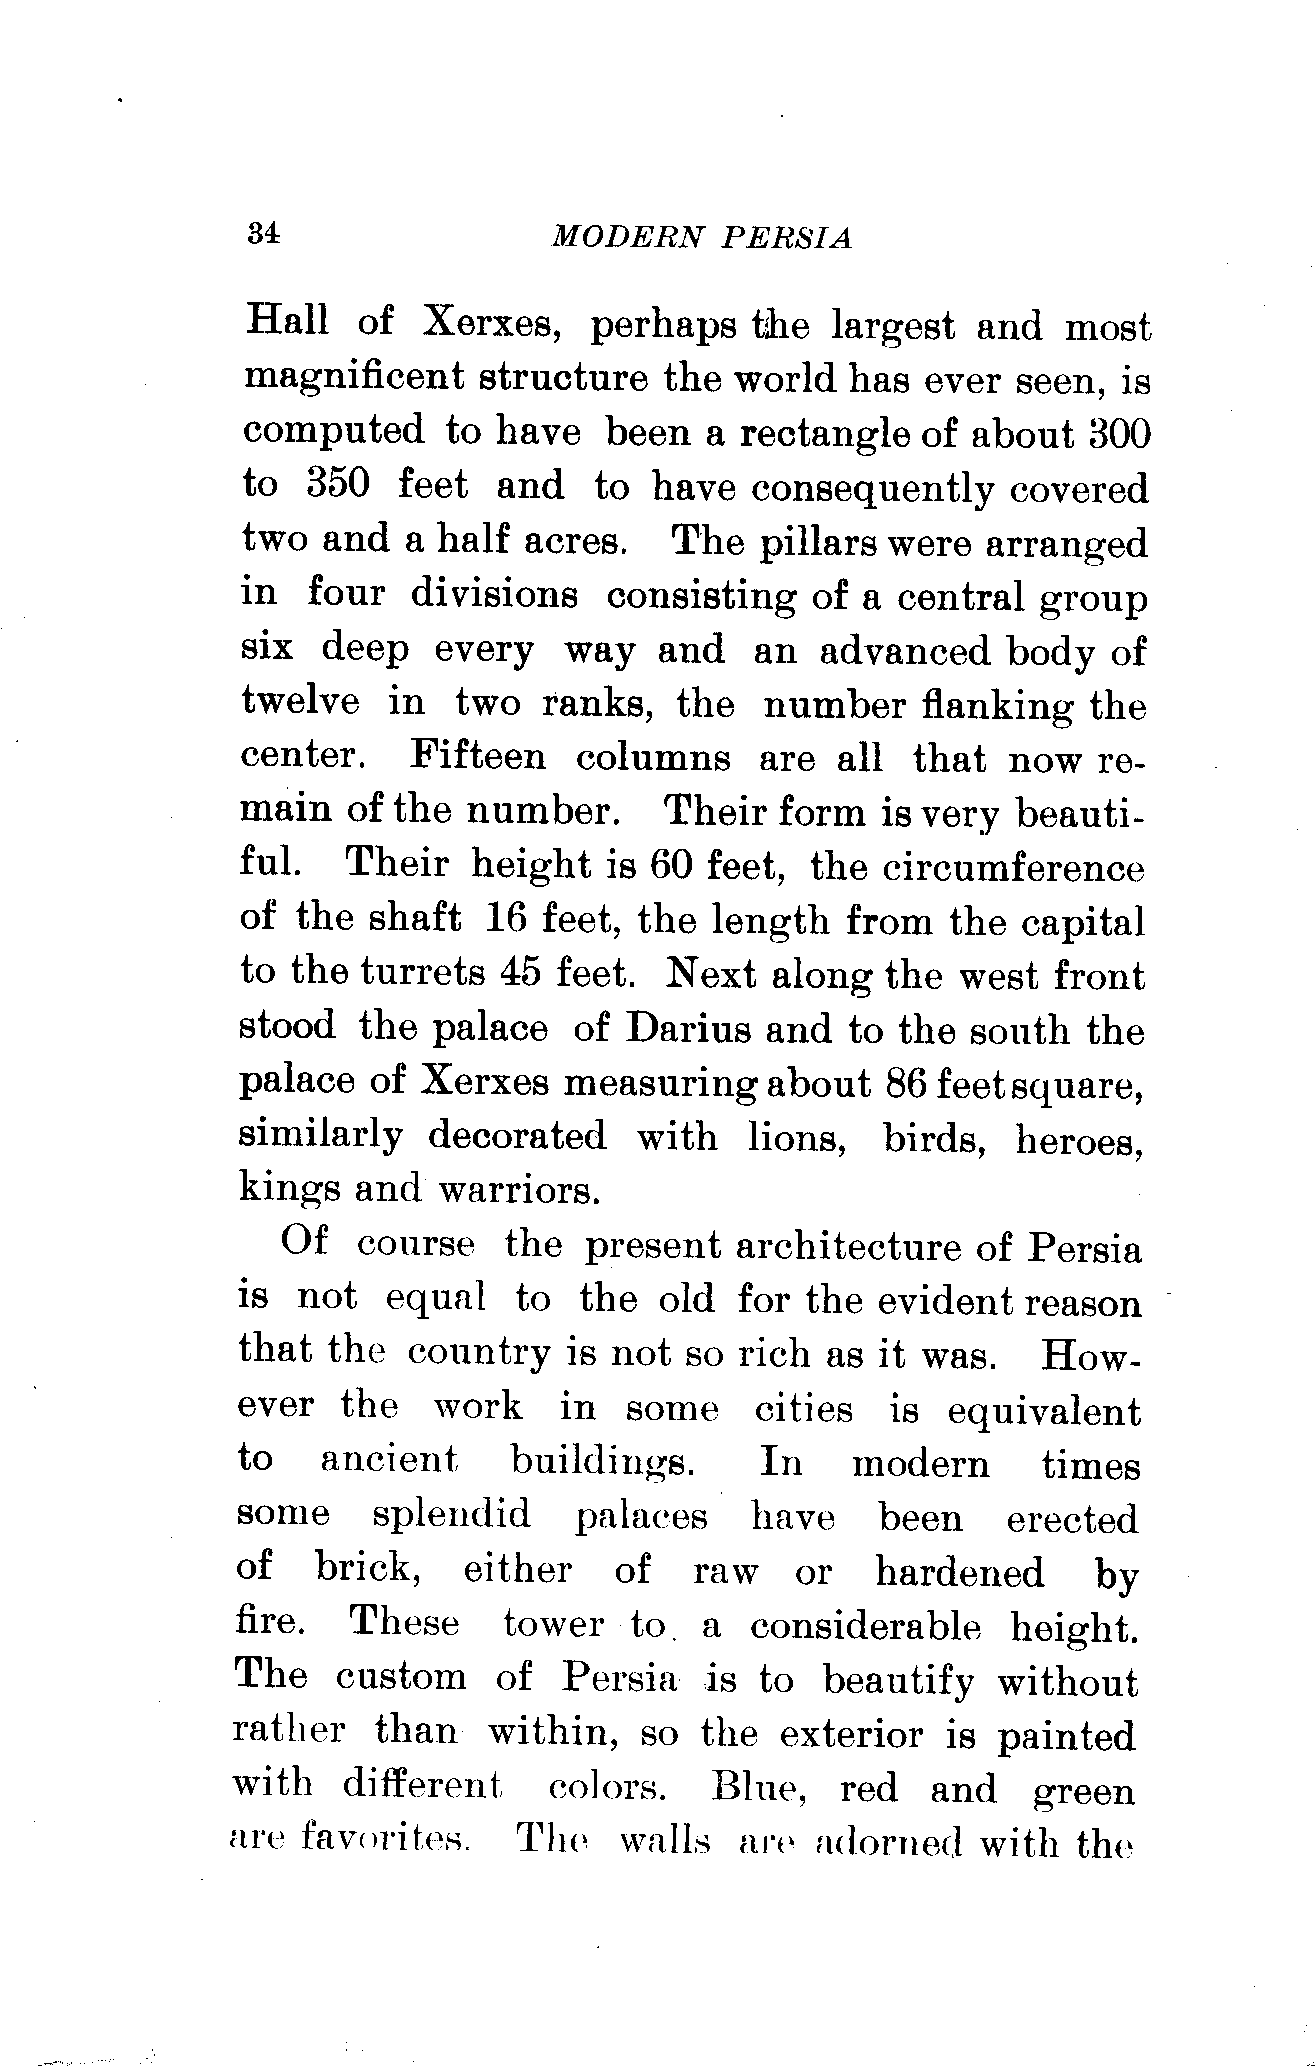 34 MODERN PERSIA
Hall of Xerxes, perhaps the largest and most
magnificent structure the world has ever seen, is
computed to have been a rectangle of about 300
to 350 feet and to have consequently covered
two and a half acres. The pillars were arranged
in four divisions consisting of a central group
six deep every way and an advanced body of
twelve in two ranks, the number flanking the
center. Fifteen columns are all that now re-
main of the number. Their form is very beauti-
ful. Their height is 60 feet, the circumference
of the shaft 16 feet, the length from the capital
to the turrets 45 feet. Next along the west front
stood the palace of Darius and to the south the
palace of Xerxes measuring about 86 feet square,
similarly decorated with lions, birds, heroes,
kings and warriors.
Of course the present architecture of Persia
is not equal to the old for the evident reason
that the country is not so rich as it was. How-
ever the work in some cities is equivalent
to ancient buildings. In modern times
some splendid palaces have been erected
of brick, either of raw or hardened by
fire. These tower to a considerable height.
The custom of Persia is to beautify without
rather than within, so the exterior is painted
with different colors. Blue, red and green
are favorites. The walls are adorned with the